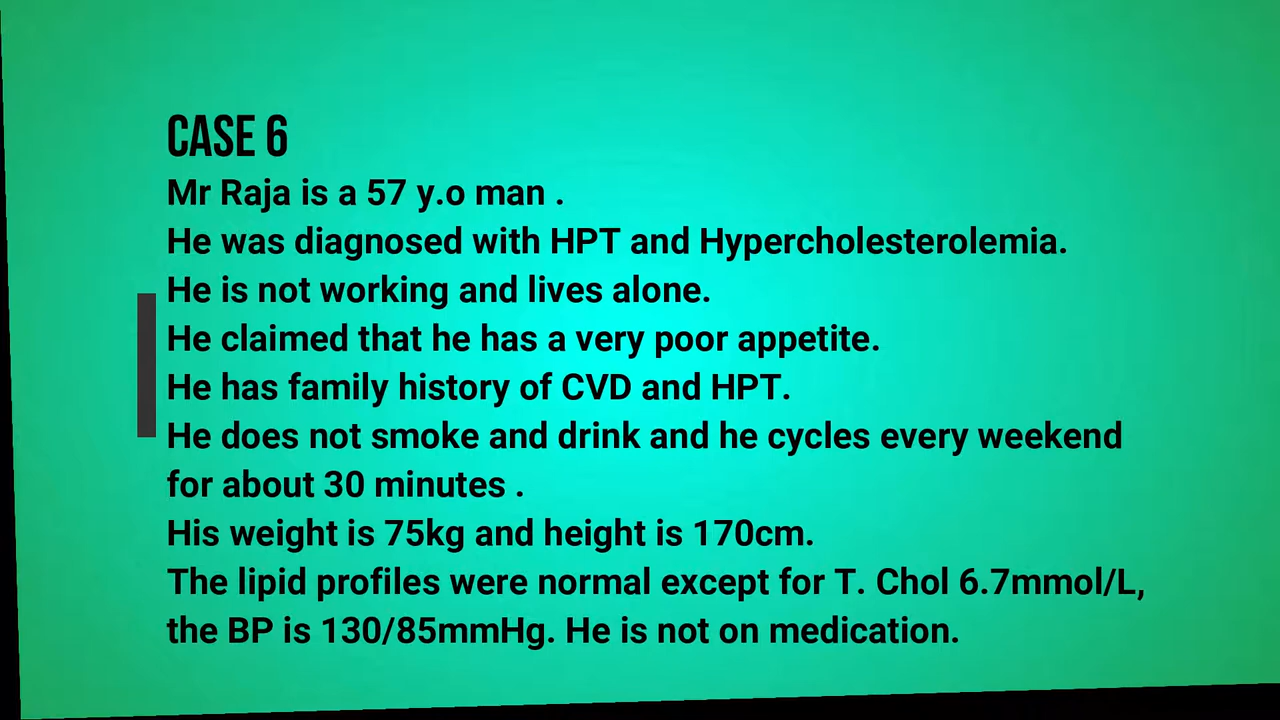 CASE 6
Mr Raja is a 57 y.o man .
He was diagnosed with HPT and Hypercholesterolemia.
He is not working and lives alone.
He claimed that he has a very poor appetite.
He has family history of CVD and HPT.
He does not smoke and drink and he cycles every weekend
for about 30 minutes .
His weight is 75kg and height is 170cm.
The lipid profiles were normal except for T. Chol 6.7mmol/L,
the BP is 130/85mmHg. He is not on medication.